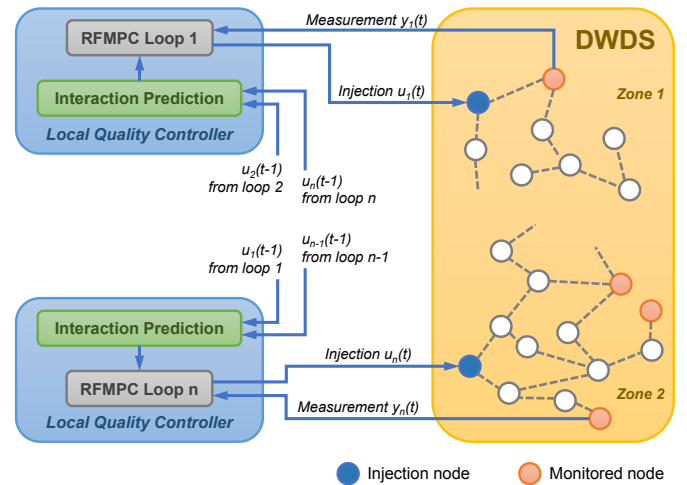 Measurement y1(t)
RFMPC Loop 1
DWDS
Injection u1(t)
Zone 1
Interaction Prediction
Local Quality Controller
u2(t-1)
from loop 2
un(t-1)
from loop n
u1(t-1)
from loop 1
un-1(t-1)
from loop n-1
Interaction Prediction
Injection un(t)
RFMPC Loop n
Zone 2
Measurement yn(t)
Local Quality Controller
Injection node
Monitored node